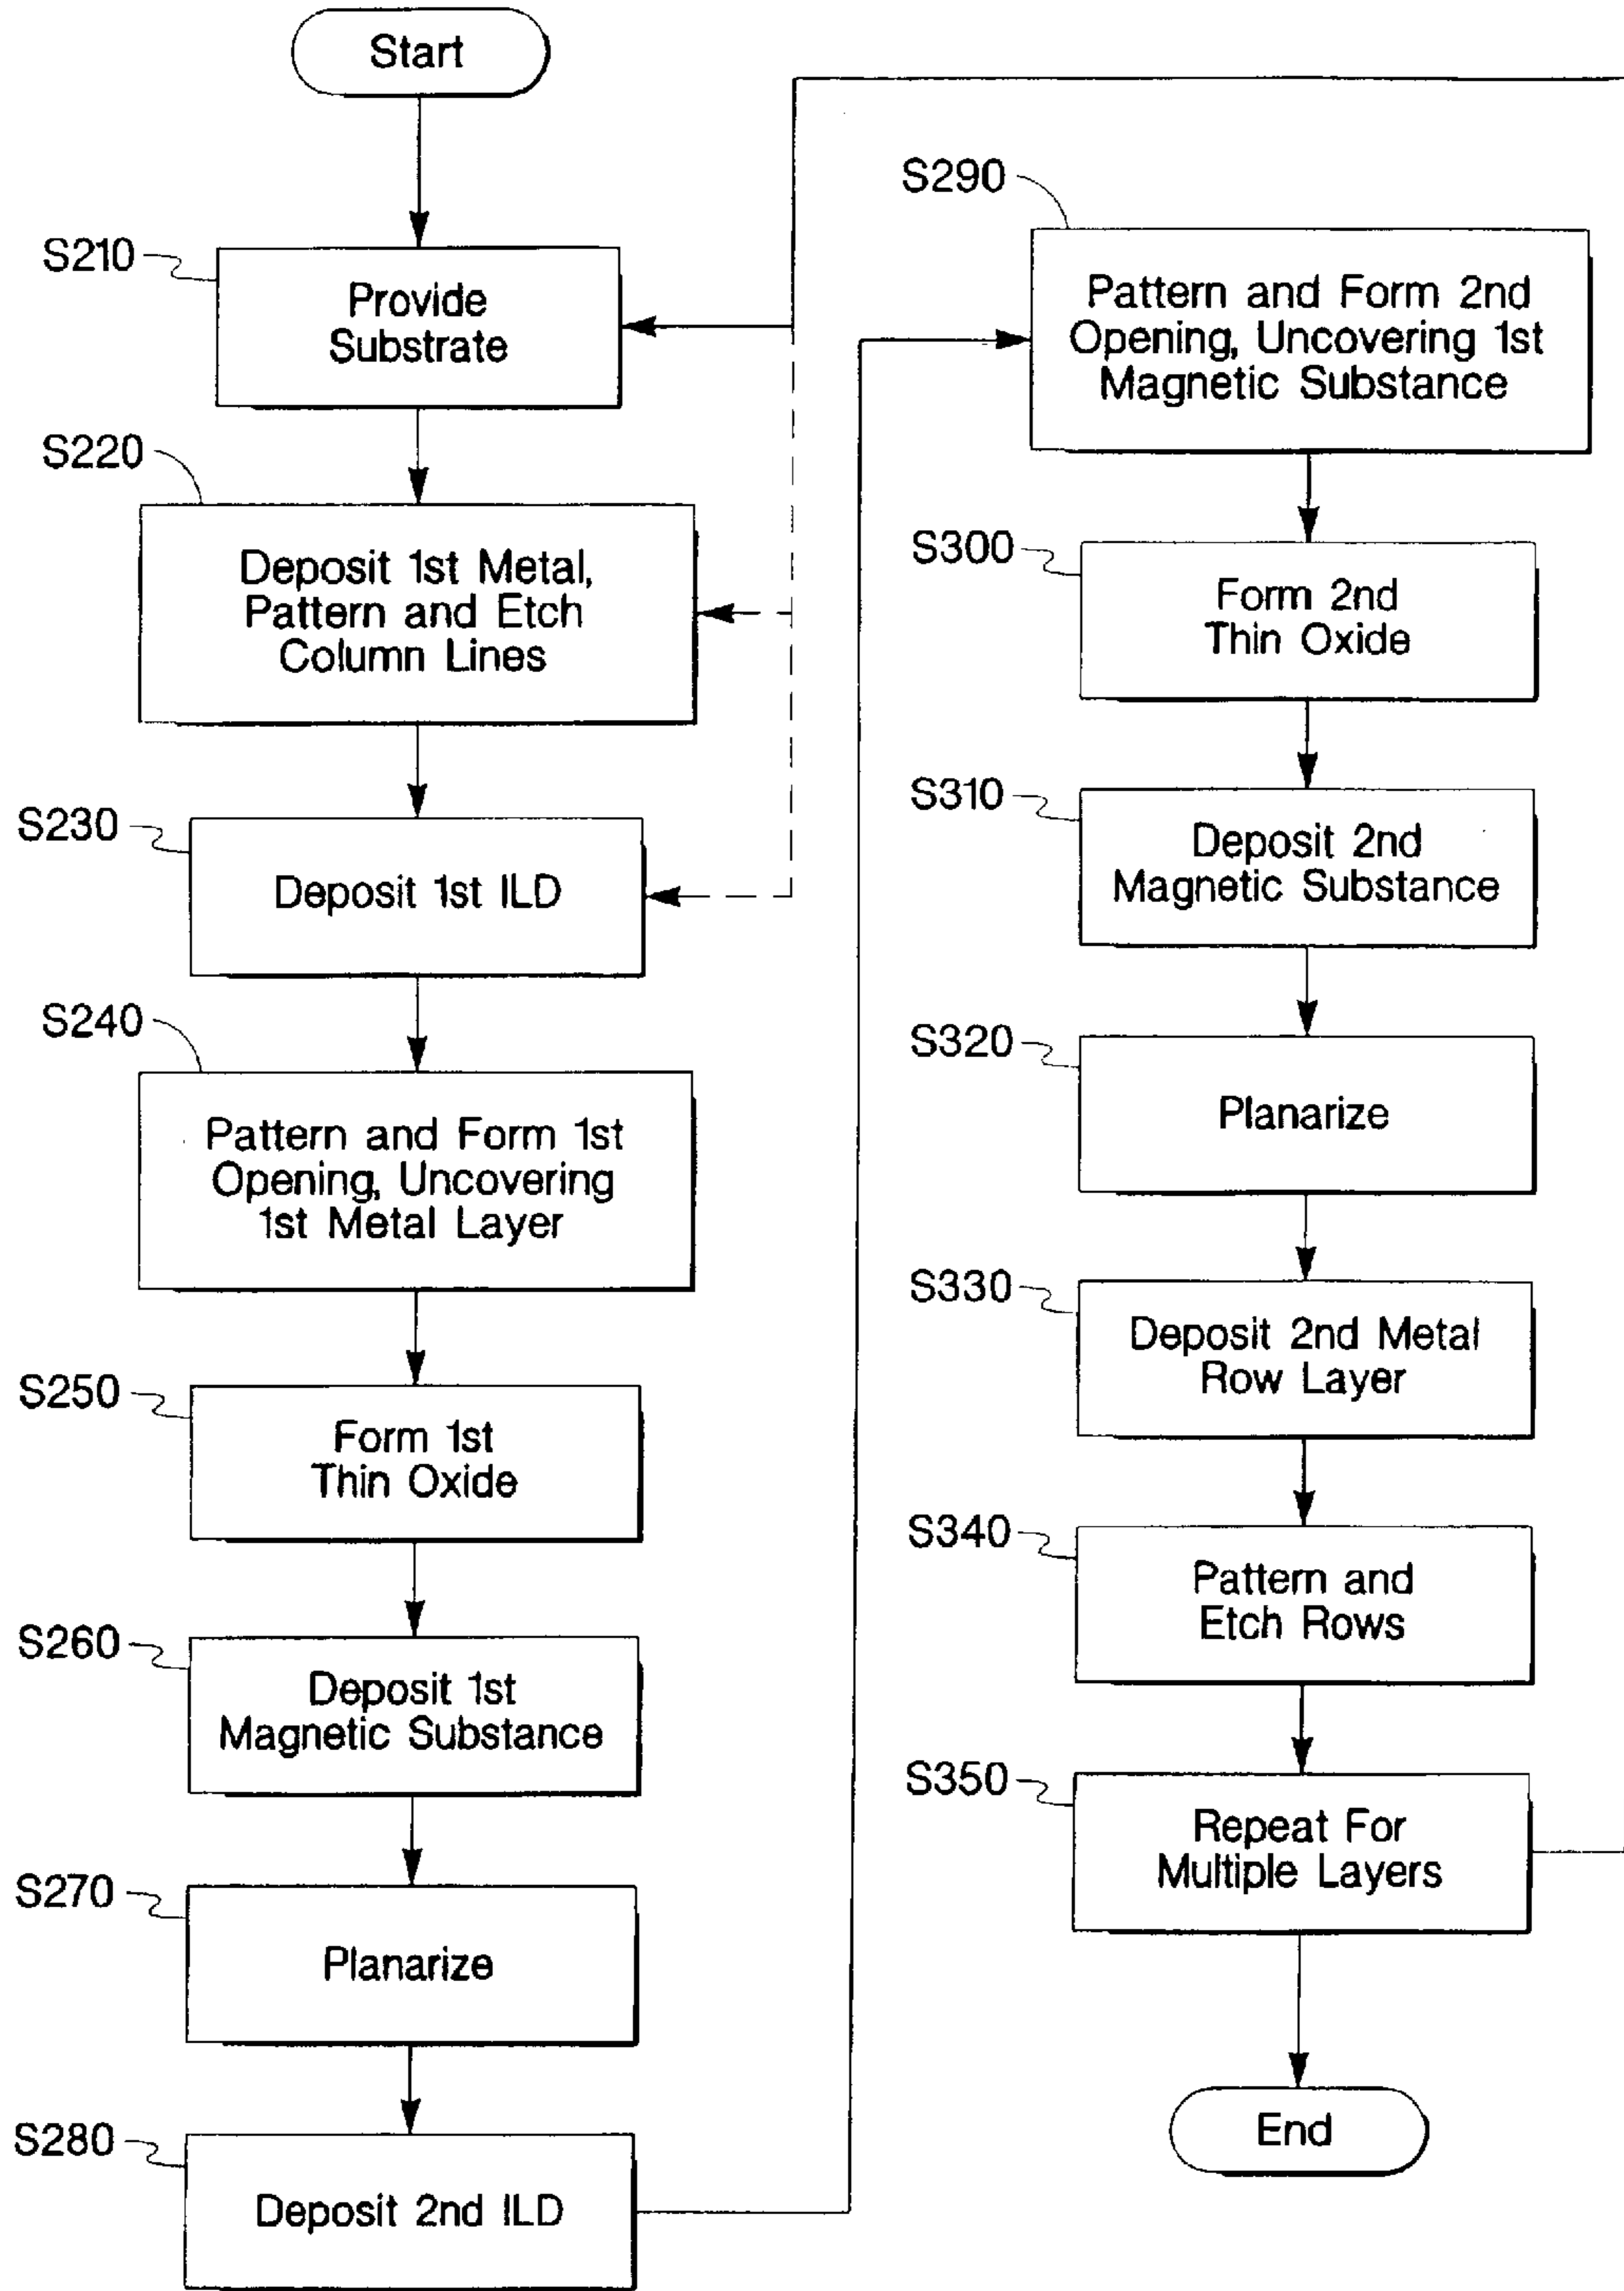 Start
S210
Provide
Substrate
S220
Deposit 1st Metal,
Pattern and Etch
Column Lines
S230
Deposit 1st ILD
S240
Pattern and Form 1st
Opening, Uncovering
1st Metal Layer
S250
Form 1st
Thin Oxide
S260
Deposit 1st
Magnetic Substance
S270
Planarize
S280
Deposit 2nd ILD
S290
Pattern and Form 2nd
Opening, Uncovering 1st
Magnetic Substance
S300
Form 2nd
Thin Oxide
S310
Deposit 2nd
Magnetic Substance
S320
Planarize
S330
Deposit 2nd Metal
Row Layer
S340
Pattern and
Etch Rows
S350
Repeat For
Multiple Layers
End